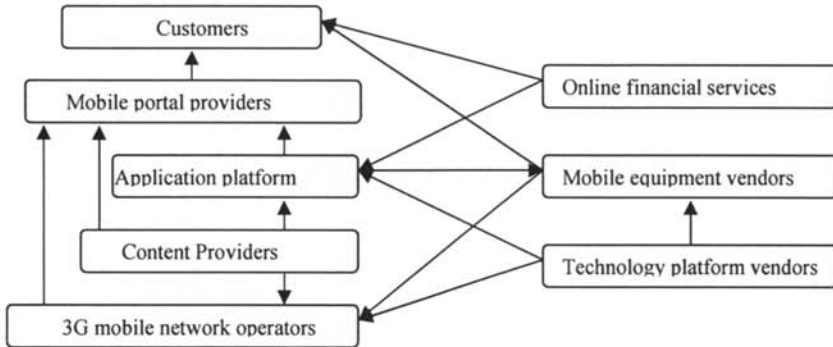 Customers
Mobile portal providers
Online financial services
Application platform
Mobile equipment vendors
Content Providers
Technology platform vendors
3G mobile network operators